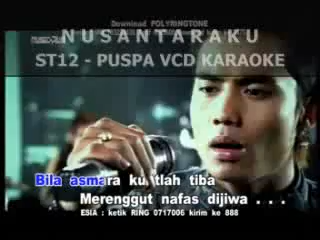 Download POLYRINGTONE
NUSANTARAKU
ST12 - PUSPA VCD KARAOKE
Bila asmara ku tlah tiba
Merenggut nafas dijiwa . . .
ESIA : ketik RING 0717006 kirim ke 888